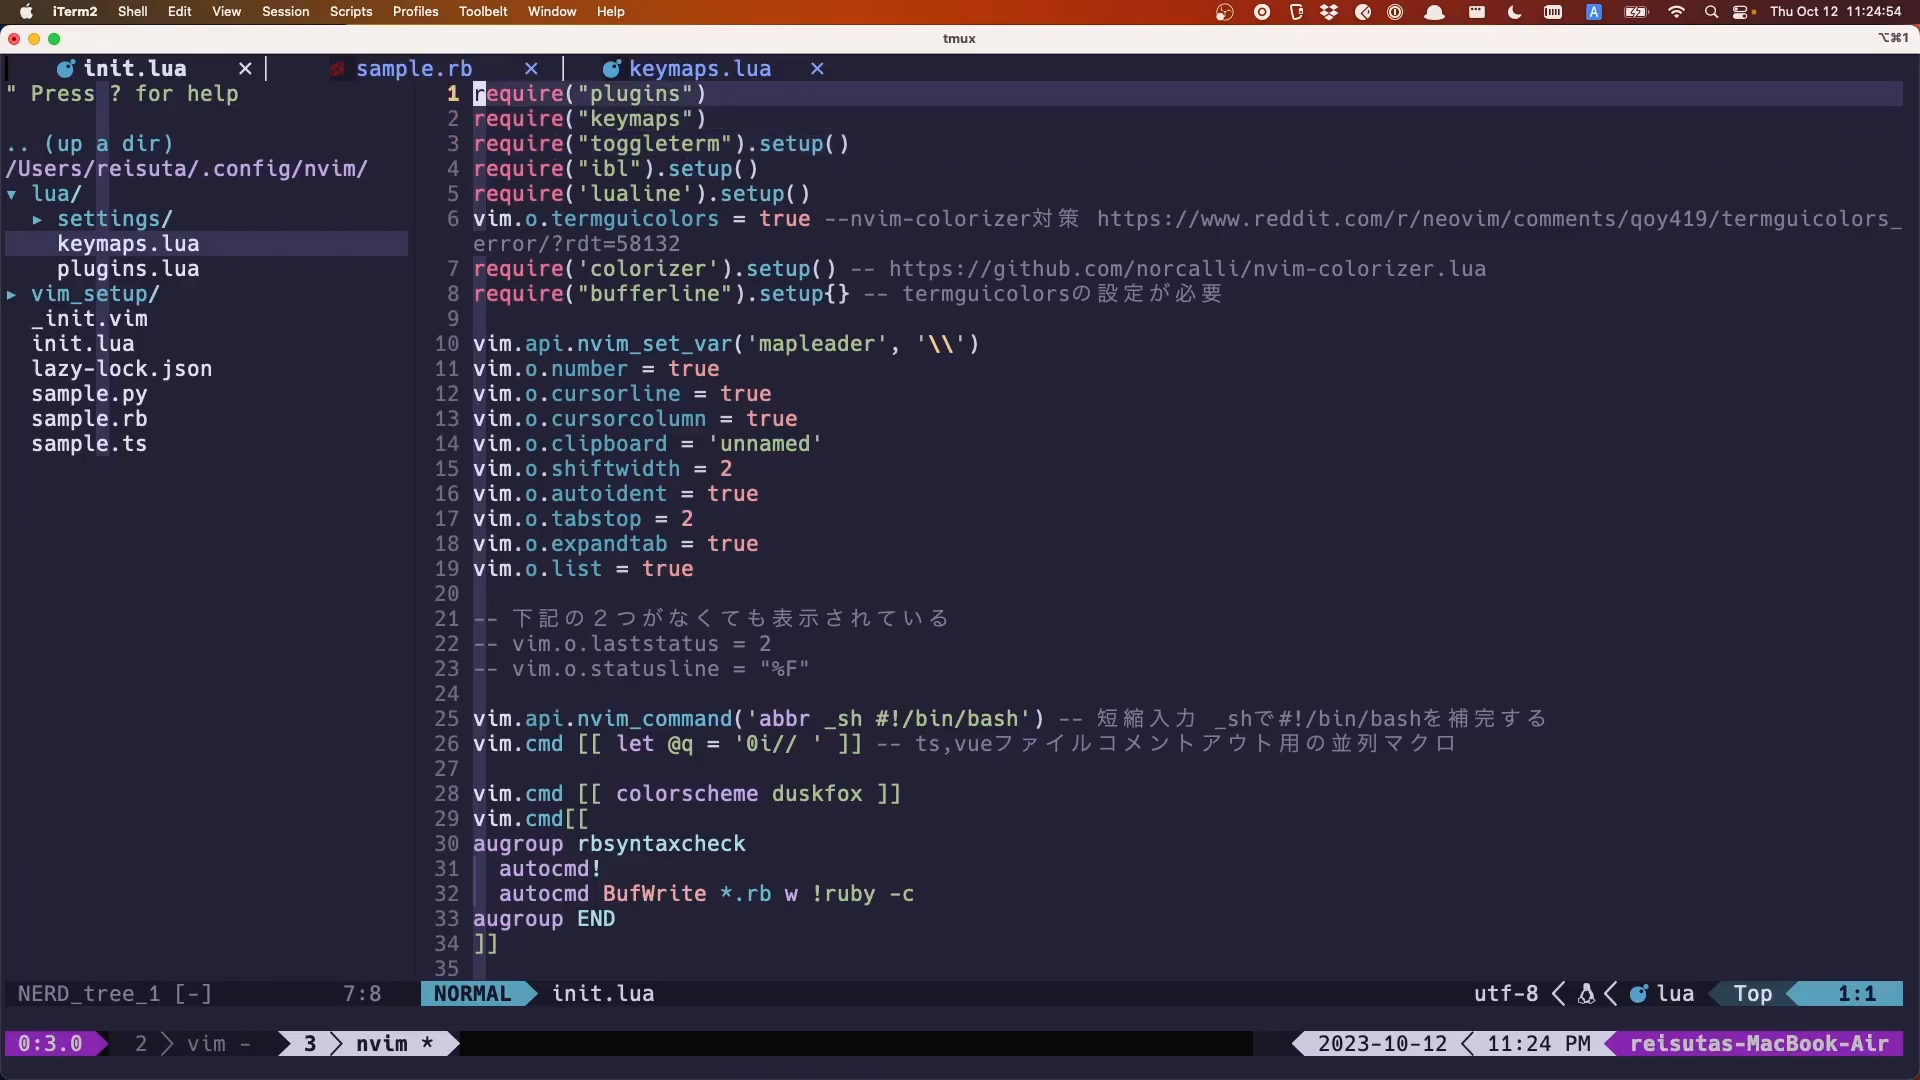 iTerm2 Shell Edit View Session Scripts Profiles Toolbelt Window Help A Thu Oct 12 11:24:54
tmux ⌥⌘1
init.lua × sample.rb × keymaps.lua ×
" Press ? for help
.. (up a dir)
/Users/reisuta/.config/nvim/
▾ lua/
▸ settings/
keymaps.lua
plugins.lua
▸ vim_setup/
_init.vim
init.lua
lazy-lock.json
sample.py
sample.rb
sample.ts
1 require("plugins")
2 require("keymaps")
3 require("toggleterm").setup()
4 require("ibl").setup()
5 require('lualine').setup()
6 vim.o.termguicolors = true --nvim-colorizer対策 https://www.reddit.com/r/neovim/comments/qoy419/termguicolors_
error/?rdt=58132
7 require('colorizer').setup() -- https://github.com/norcalli/nvim-colorizer.lua
8 require("bufferline").setup{} -- termguicolorsの設定が必要
9
10 vim.api.nvim_set_var('mapleader', '\\')
11 vim.o.number = true
12 vim.o.cursorline = true
13 vim.o.cursorcolumn = true
14 vim.o.clipboard = 'unnamed'
15 vim.o.shiftwidth = 2
16 vim.o.autoident = true
17 vim.o.tabstop = 2
18 vim.o.expandtab = true
19 vim.o.list = true
20
21 -- 下記の２つがなくても表示されている
22 -- vim.o.laststatus = 2
23 -- vim.o.statusline = "%F"
24
25 vim.api.nvim_command('abbr _sh #!/bin/bash') -- 短縮入力 _shで#!/bin/bashを補完する
26 vim.cmd [[ let @q = '0i// ' ]] -- ts,vueファイルコメントアウト用の並列マクロ
27
28 vim.cmd [[ colorscheme duskfox ]]
29 vim.cmd[[
30 augroup rbsyntaxcheck
31 autocmd!
32 autocmd BufWrite *.rb w !ruby -c
33 augroup END
34 ]]
35
NERD_tree_1 [-] 7:8 NORMAL init.lua utf-8 lua Top 1:1
0:3.0 2 vim - 3 nvim * 2023-10-12 11:24 PM reisutas-MacBook-Air